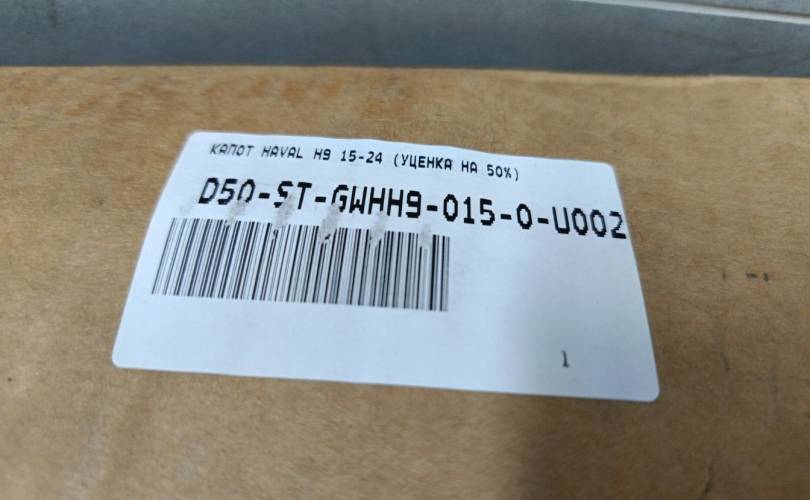 КАПОТ HAVAL H9 15-24 (УЦЕНКА НА 50%)
D50-ST-GWHH9-015-0-U002
1